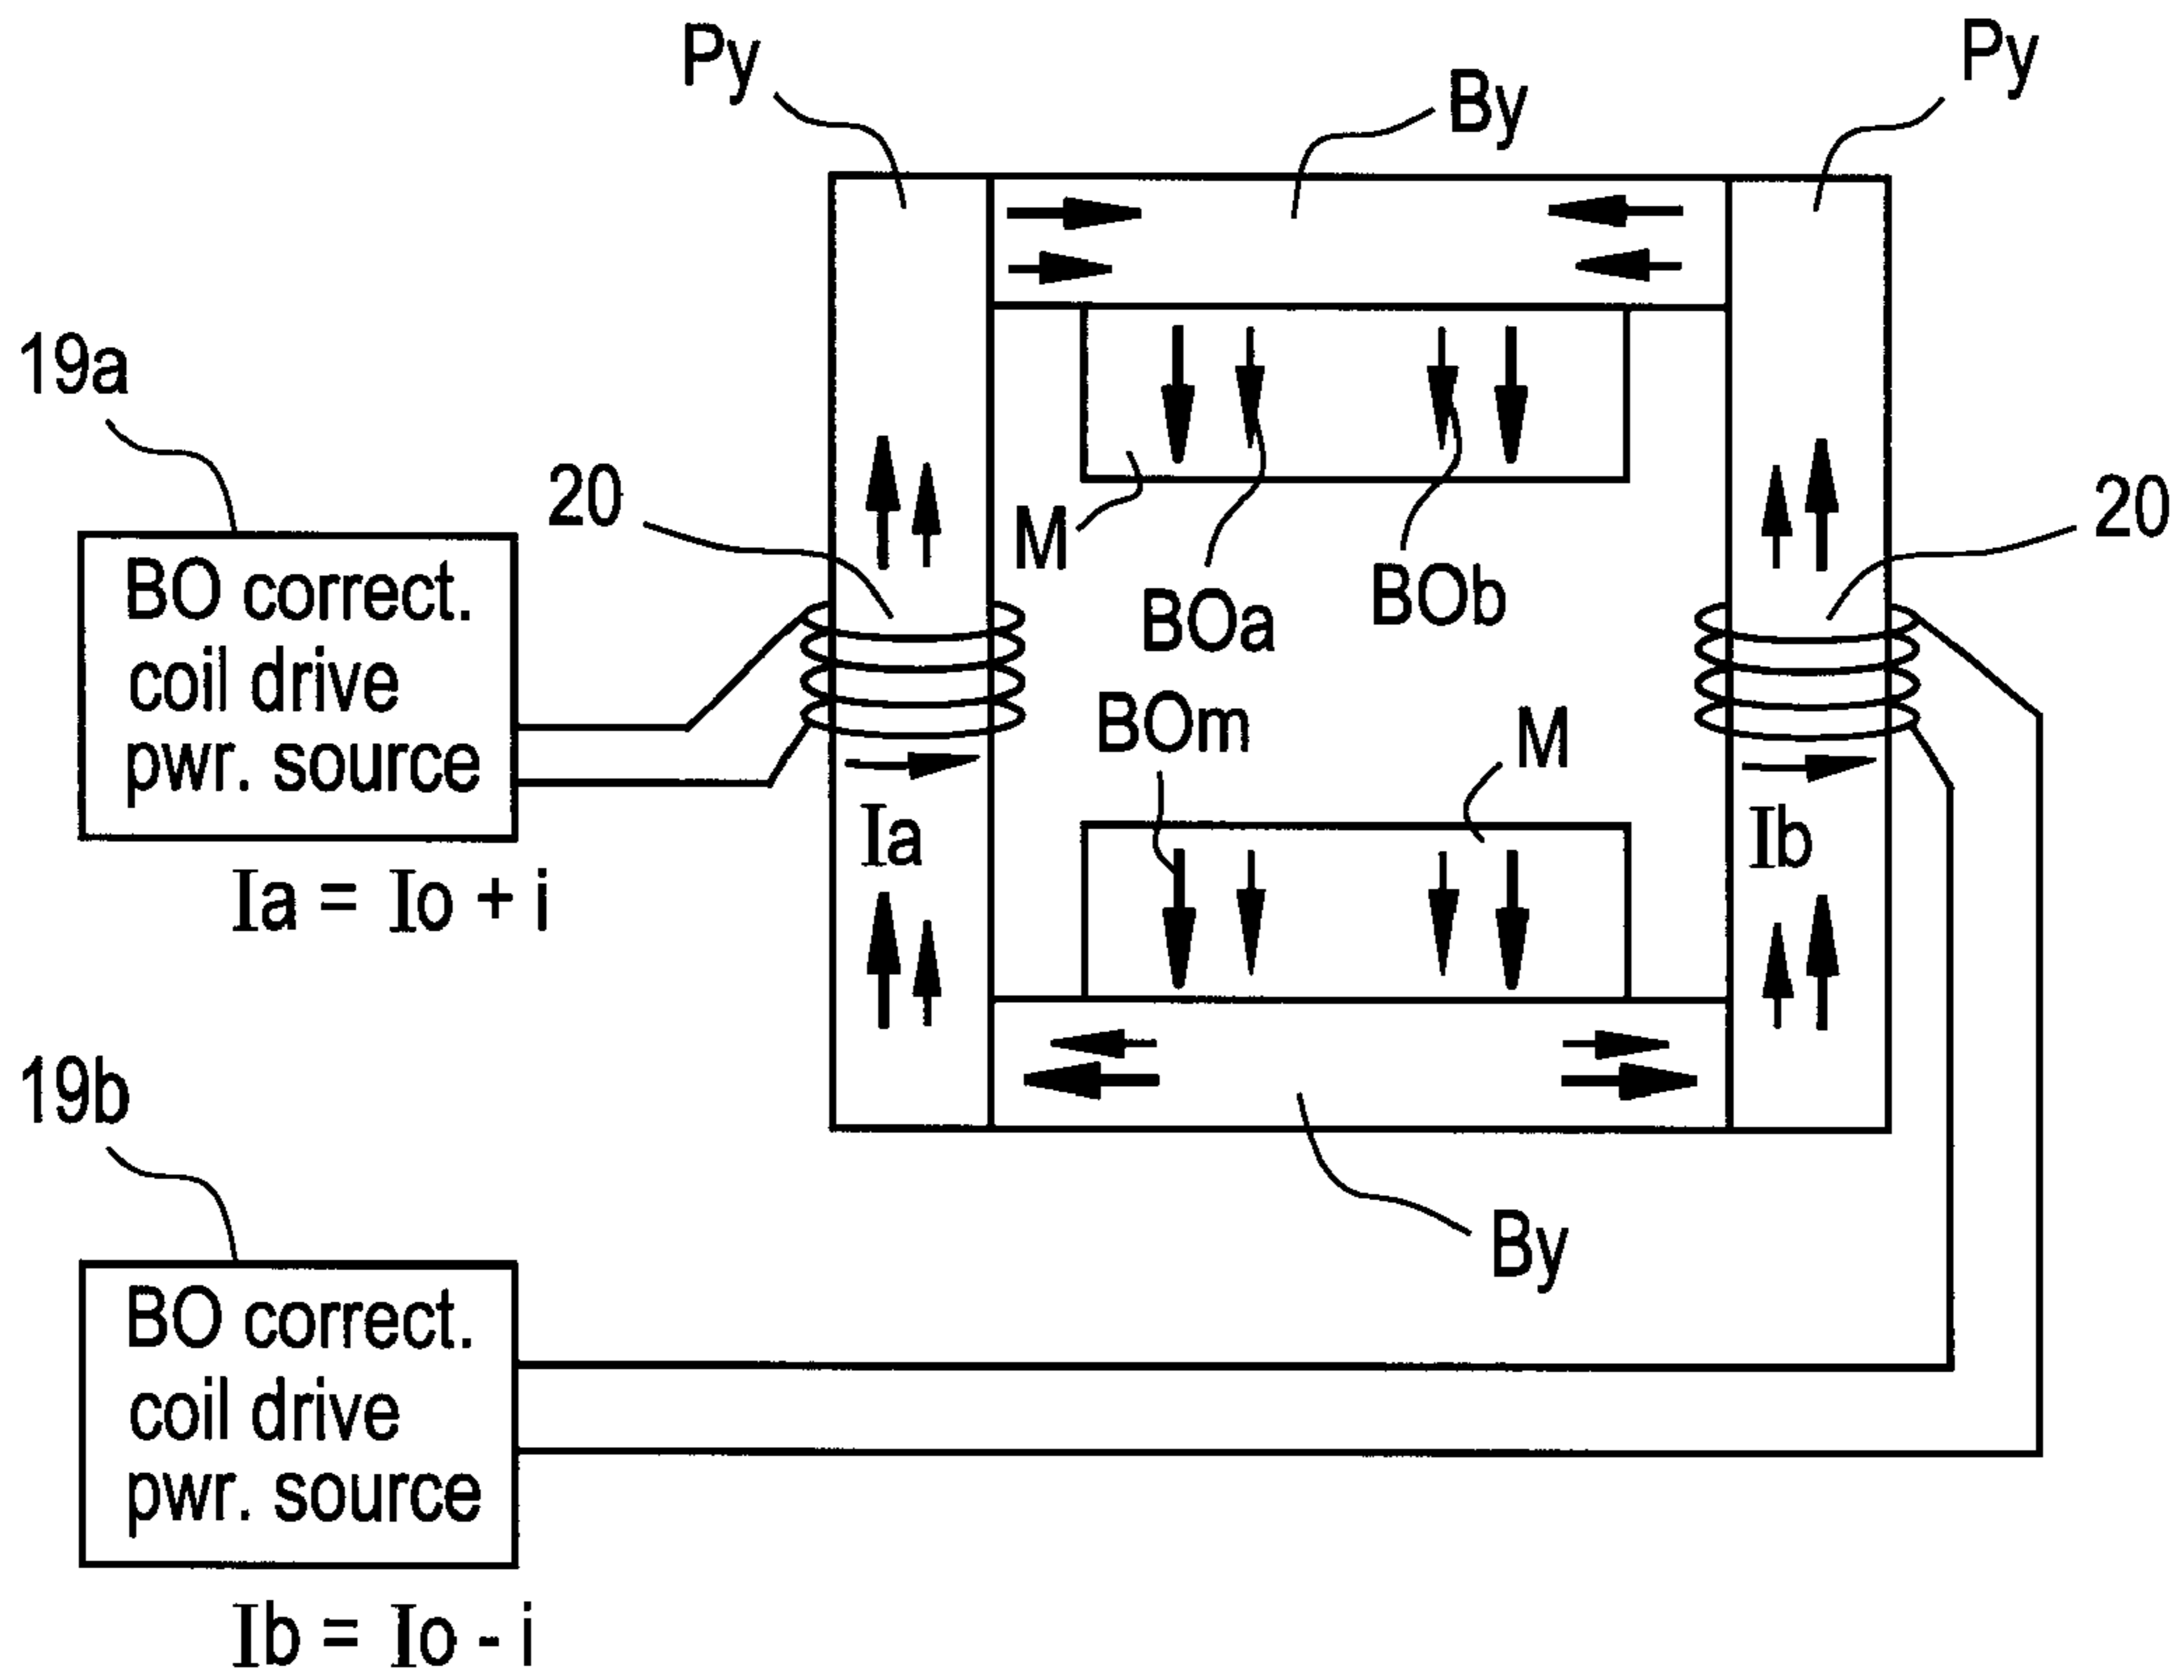 Py
By
Py
19a
20
20
BO correct.
coil drive
pwr. source
M
BOa
BOb
BOm
M
Ia
Ib
Ia = Io + i
19b
By
BO correct.
coil drive
pwr. source
Ib = Io - i